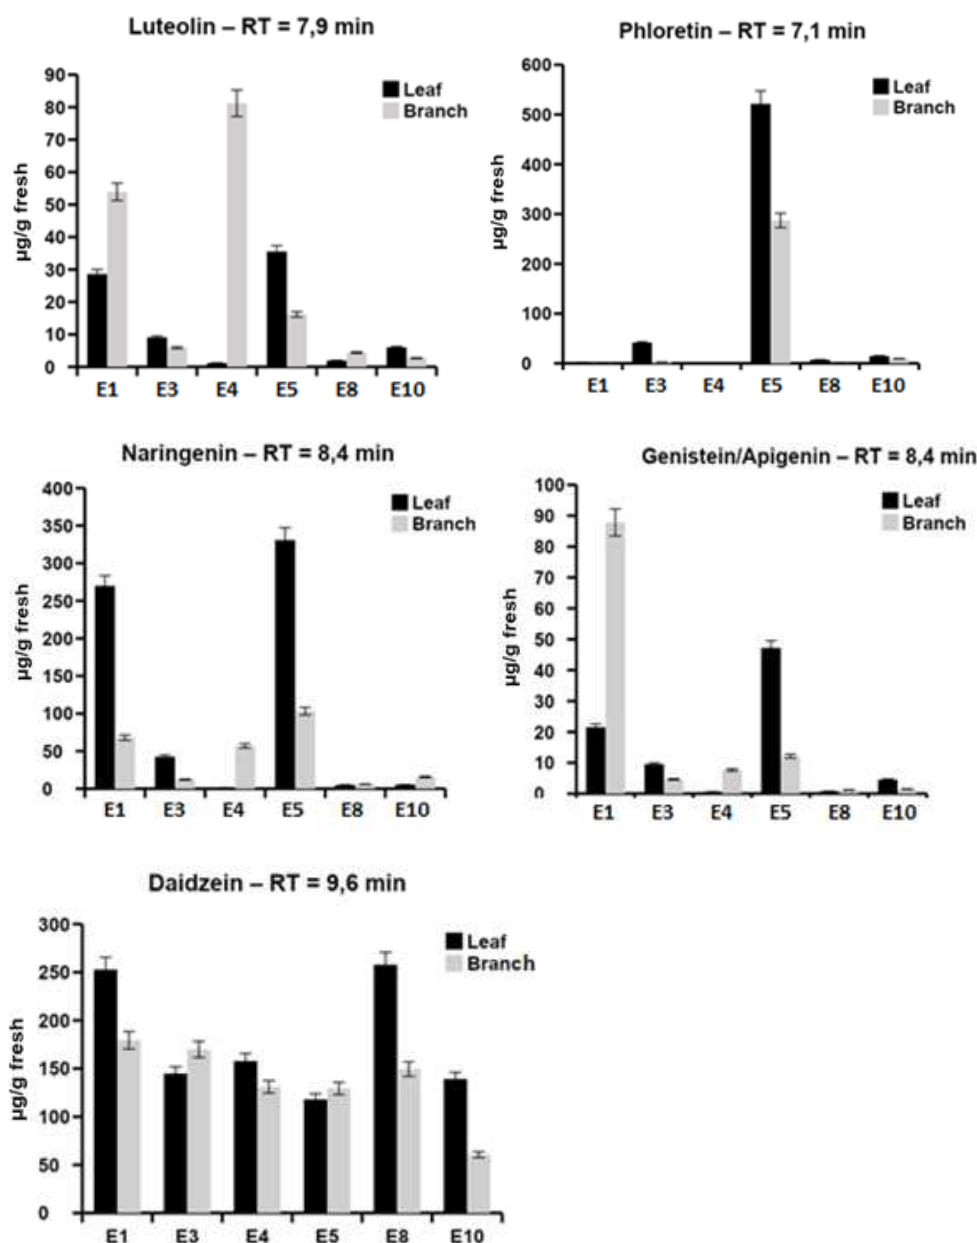 Luteolin – RT = 7,9 min
µg/g fresh
90
80
70
60
50
40
30
20
10
0
Leaf
Branch
E1 E3 E4 E5 E8 E10
Phloretin – RT = 7,1 min
µg/g fresh
600
500
400
300
200
100
0
Leaf
Branch
E1 E3 E4 E5 E8 E10
Naringenin – RT = 8,4 min
µg/g fresh
400
350
300
250
200
150
100
50
0
Leaf
Branch
E1 E3 E4 E5 E8 E10
Genistein/Apigenin – RT = 8,4 min
µg/g fresh
100
90
80
70
60
50
40
30
20
10
0
Leaf
Branch
E1 E3 E4 E5 E8 E10
Daidzein – RT = 9,6 min
µg/g fresh
300
250
200
150
100
50
0
Leaf
Branch
E1 E3 E4 E5 E8 E10